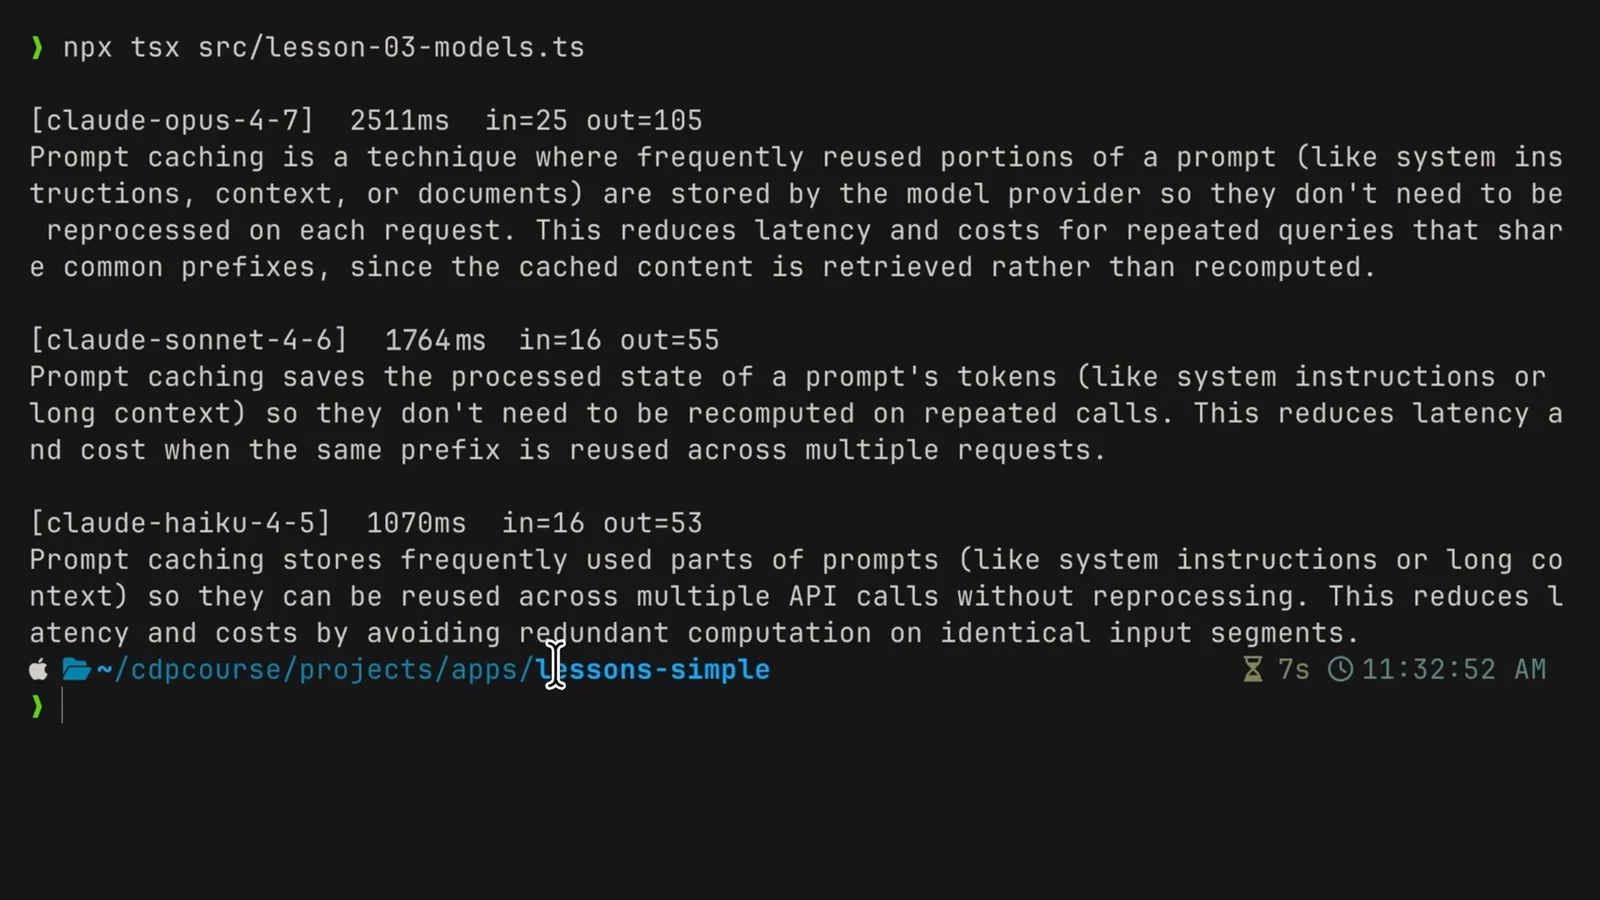 ❯ npx tsx src/lesson-03-models.ts
[claude-opus-4-7]  2511ms  in=25 out=105
Prompt caching is a technique where frequently reused portions of a prompt (like system ins
tructions, context, or documents) are stored by the model provider so they don't need to be
 reprocessed on each request. This reduces latency and costs for repeated queries that shar
e common prefixes, since the cached content is retrieved rather than recomputed.
[claude-sonnet-4-6]  1764ms  in=16 out=55
Prompt caching saves the processed state of a prompt's tokens (like system instructions or
long context) so they don't need to be recomputed on repeated calls. This reduces latency a
nd cost when the same prefix is reused across multiple requests.
[claude-haiku-4-5]  1070ms  in=16 out=53
Prompt caching stores frequently used parts of prompts (like system instructions or long co
ntext) so they can be reused across multiple API calls without reprocessing. This reduces l
atency and costs by avoiding redundant computation on identical input segments.
~/cdpcourse/projects/apps/lessons-simple 7s 11:32:52 AM
❯